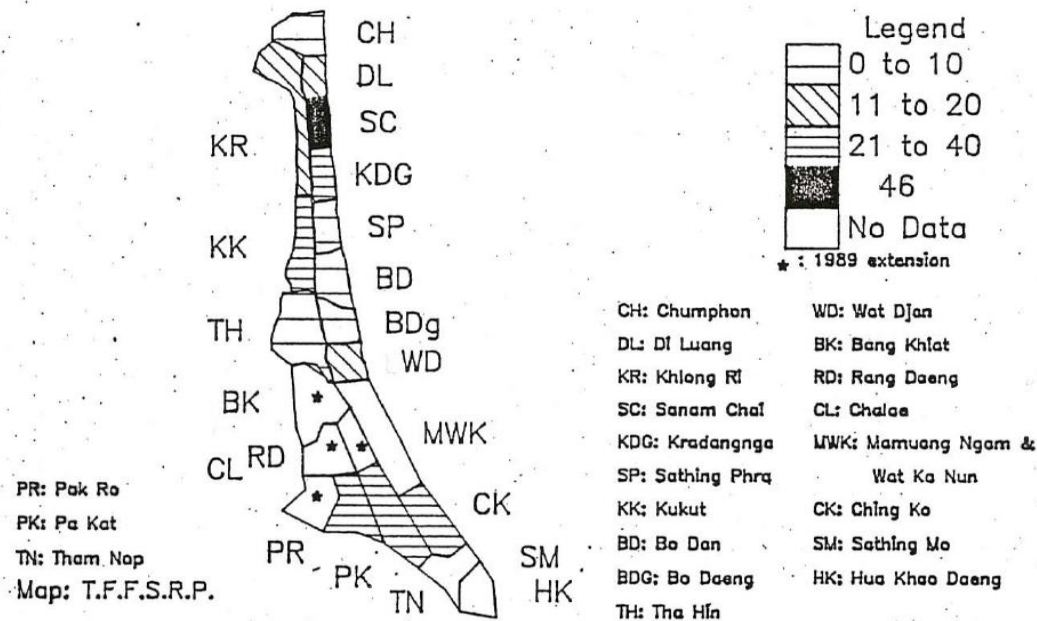 CH
DL
SC
KR
KDG
SP
KK
BD
TH
BDg
WD
BK
MWK
CL RD
CK
PR
PK
TN
SM
HK
Legend
0 to 10
11 to 20
21 to 40
46
No Data
* : 1989 extension
CH: Chumphon
DL: Di Luang
KR: Khlong Ri
SC: Sanam Chai
KDG: Kradangnga
SP: Sathing Phra
KK: Kukut
BD: Bo Dan
BDG: Bo Daeng
TH: Tha Hin
WD: Wat Djan
BK: Bang Khiat
RD: Rang Daeng
CL: Chalae
MWK: Mamuang Ngam &
Wat Ka Nun
CK: Ching Ko
SM: Sathing Mo
HK: Hua Khao Daeng
PR: Pak Ro
PK: Pa Kat
TN: Tham Nop
Map: T.F.F.S.R.P.